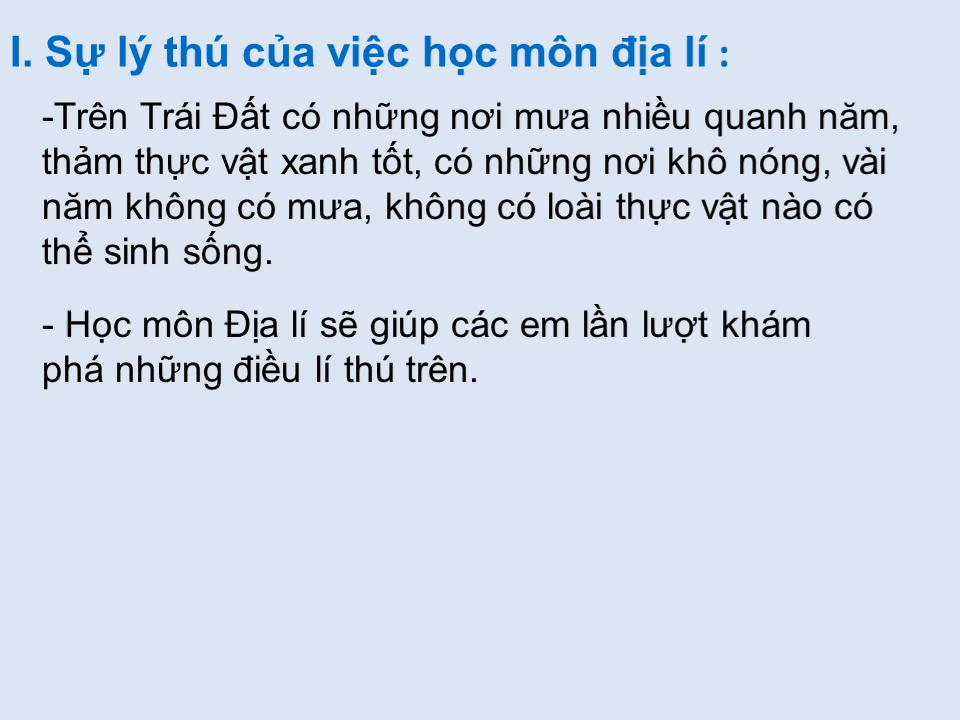 I. Sự lý thú của việc học môn địa lí :
-Trên Trái Đất có những nơi mưa nhiều quanh năm,
thảm thực vật xanh tốt, có những nơi khô nóng, vài
năm không có mưa, không có loài thực vật nào có
thể sinh sống.
- Học môn Địa lí sẽ giúp các em lần lượt khám
phá những điều lí thú trên.